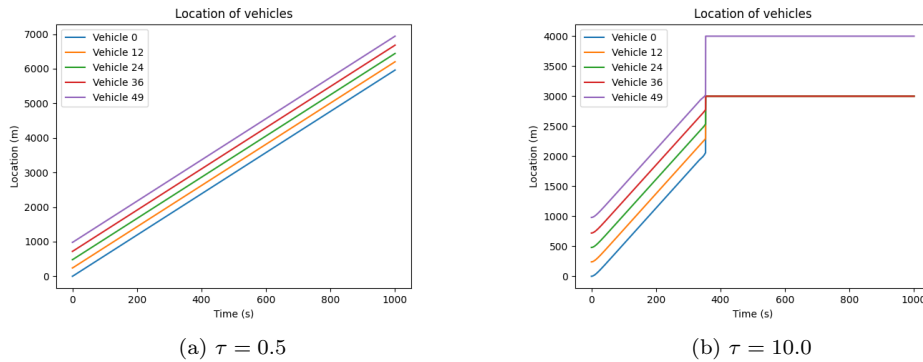 Location of vehicles
Vehicle 0
Vehicle 12
Vehicle 24
Vehicle 36
Vehicle 49
7000
6000
5000
4000
3000
2000
1000
0
Location (m)
0 200 400 600 800 1000
Time (s)
(a) τ = 0.5
Location of vehicles
Vehicle 0
Vehicle 12
Vehicle 24
Vehicle 36
Vehicle 49
4000
3500
3000
2500
2000
1500
1000
500
0
Location (m)
0 200 400 600 800 1000
Time (s)
(b) τ = 10.0